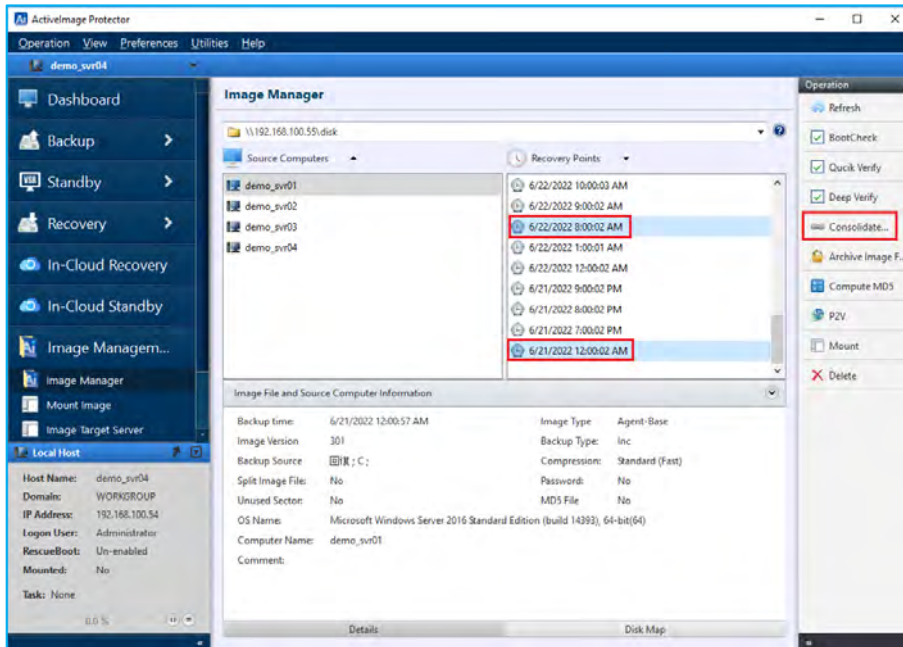 ActiveImage Protector
Operation View Preferences Utilities Help
demo_svr04
Dashboard
Backup
Standby
Recovery
In-Cloud Recovery
In-Cloud Standby
Image Managem...
Image Manager
Mount Image
Image Target Server
Local Host
Host Name: demo_svr04
Domain: WORKGROUP
IP Address: 192.168.100.54
Logon User: Administrator
RescueBoot: Un-enabled
Mounted: No
Task: None
0.0 %
Image Manager
\\192.168.100.55\disk
Source Computers
demo_svr01
demo_svr02
demo_svr03
demo_svr04
Recovery Points
6/22/2022 10:00:03 AM
6/22/2022 9:00:02 AM
6/22/2022 8:00:02 AM
6/22/2022 1:00:01 AM
6/22/2022 12:00:02 AM
6/21/2022 9:00:02 PM
6/21/2022 8:00:02 PM
6/21/2022 7:00:02 PM
6/21/2022 12:00:02 AM
Image File and Source Computer Information
Backup time: 6/21/2022 12:00:57 AM
Image Type Agent-Base
Image Version 301
Backup Type: Inc
Backup Source ; C ;
Compression: Standard (Fast)
Split Image File: No
Password: No
Unused Sector: No
MD5 File No
OS Name: Microsoft Windows Server 2016 Standard Edition (build 14393), 64-bit(64)
Computer Name: demo_svr01
Comment:
Details
Disk Map
Operation
Refresh
BootCheck
Qucik Verify
Deep Verify
Consolidate...
Archive Image F...
Compute MD5
P2V
Mount
Delete